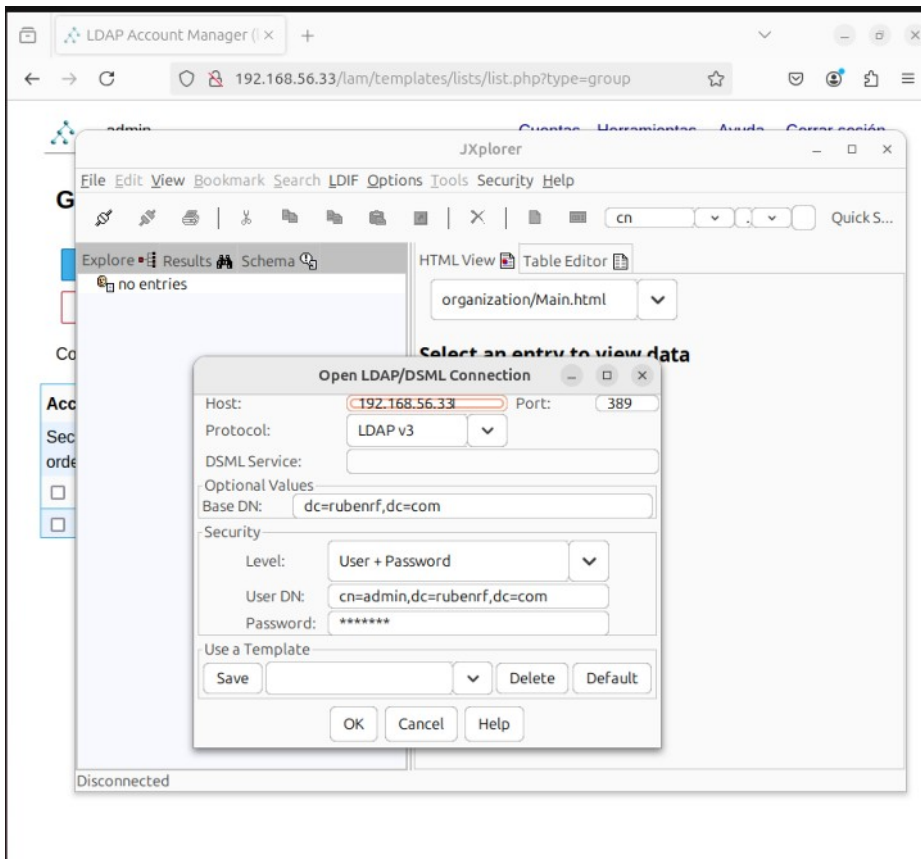 LDAP Account Manager (
192.168.56.33/lam/templates/lists/list.php?type=group
admin Cuentas Herramientas Ayuda Cerrar sesión
JXplorer
File Edit View Bookmark Search LDIF Options Tools Security Help
G
cn . Quick S...
Explore Results Schema HTML View Table Editor
no entries
organization/Main.html
Co
Select an entry to view data
Open LDAP/DSML Connection
Acc
Host: 192.168.56.33 Port: 389
Sec
Protocol: LDAP v3
orde
DSML Service:
Optional Values
Base DN: dc=rubenrf,dc=com
Security
Level: User + Password
User DN: cn=admin,dc=rubenrf,dc=com
Password: *******
Use a Template
Save Delete Default
OK Cancel Help
Disconnected